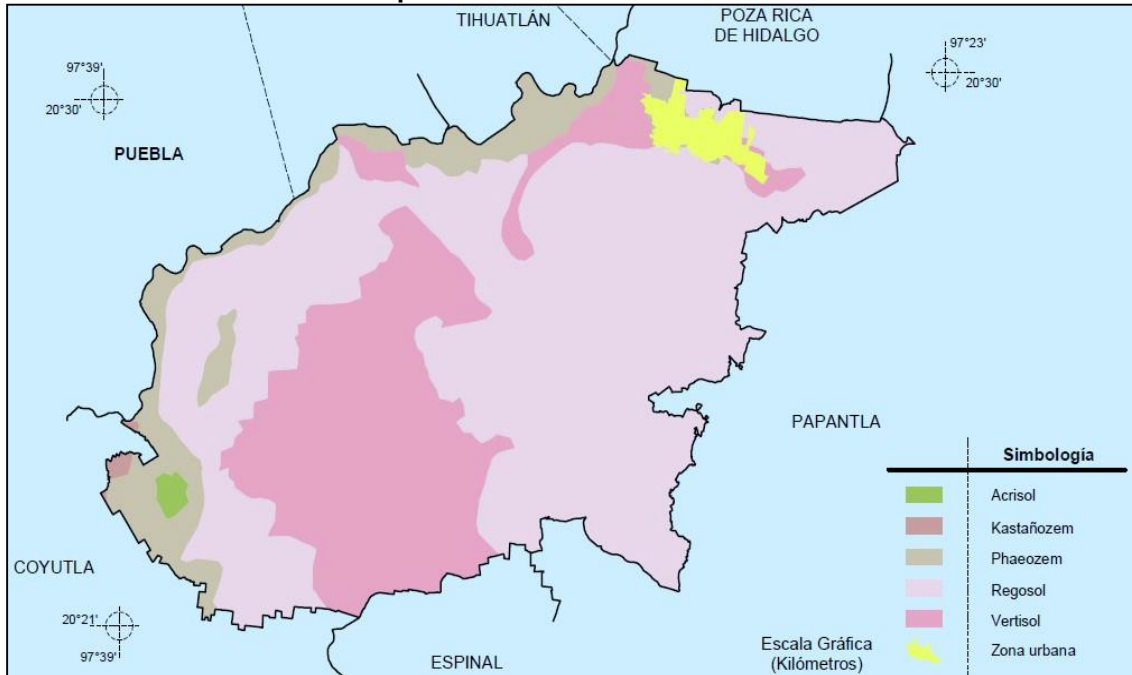 TIHUATLÁN
POZA RICA
DE HIDALGO
97°39'
20°30'
97°23'
20°30'
PUEBLA
PAPANTLA
COYUTLA
20°21'
97°39'
ESPINAL
Escala Gráfica
(Kilómetros)
Simbología
Acrisol
Kastañozem
Phaeozem
Regosol
Vertisol
Zona urbana